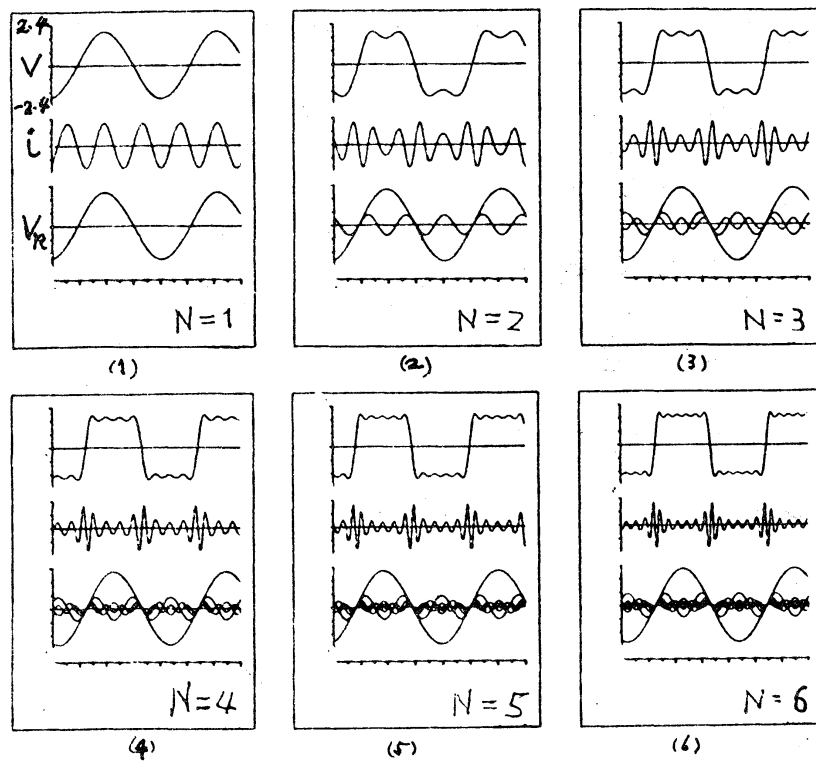 2.4
V
-2.4
i
VR
N=1
N=2
N=3
(1)
(2)
(3)
N=4
N=5
N=6
(4)
(5)
(6)